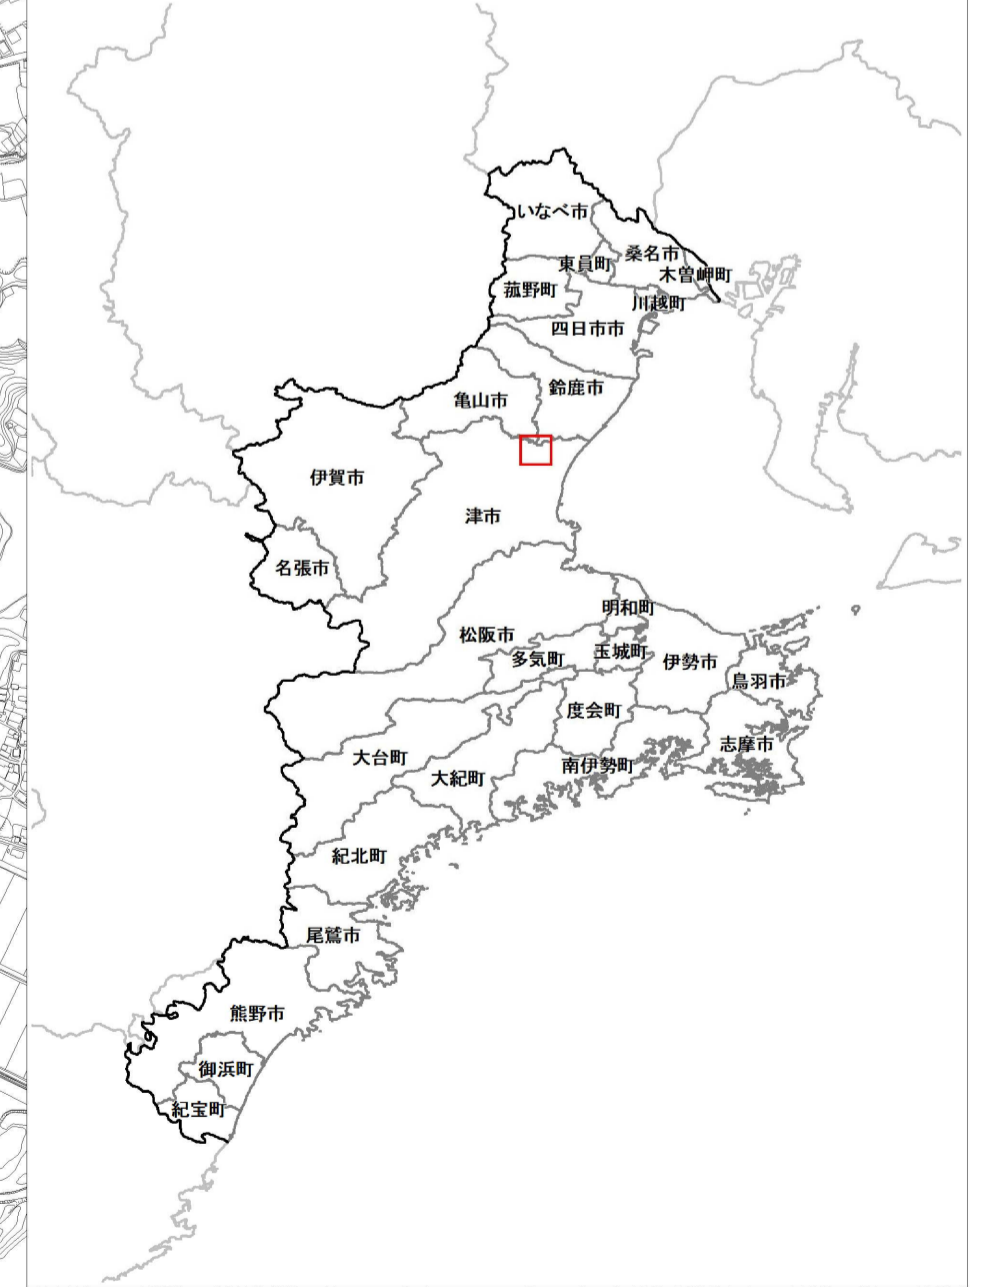 いなべ市
桑名市
東員町
木曽岬町
菰野町
川越町
四日市市
鈴鹿市
亀山市
伊賀市
津市
名張市
明和町
松阪市
玉城町
多気町
伊勢市
鳥羽市
度会町
志摩市
大台町
南伊勢町
大紀町
紀北町
尾鷲市
熊野市
御浜町
紀宝町